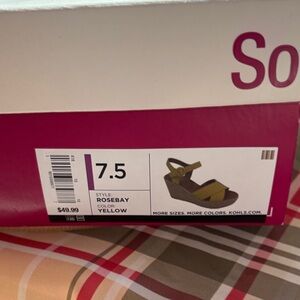 So
7.5
STYLE:
ROSEBAY
COLOR:
YELLOW
$49.99
MORE SIZES. MORE COLORS. KOHLS.COM.